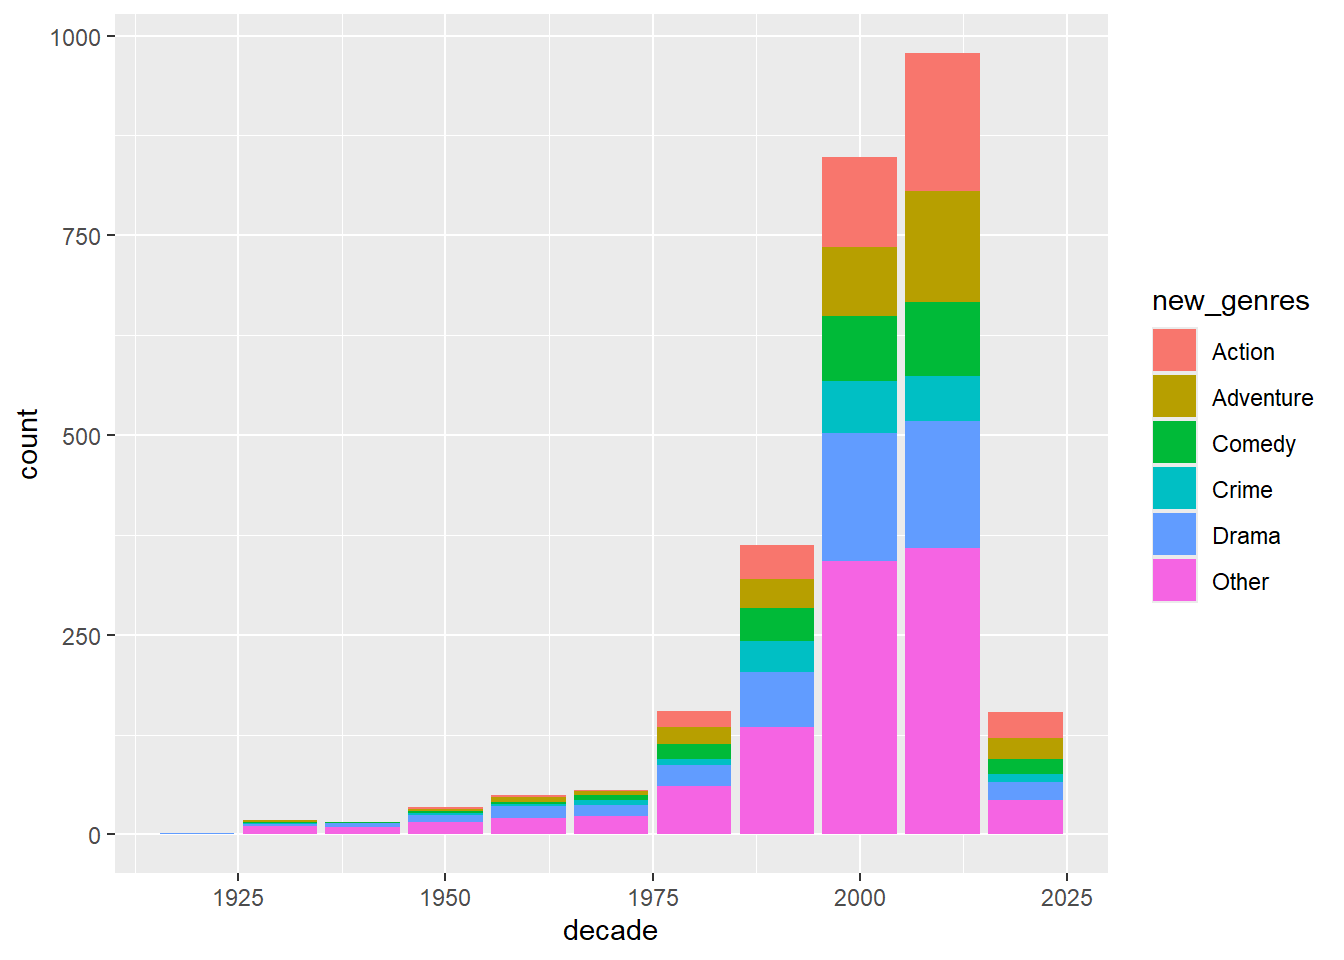 1000
750
500
250
0
count
1925
1950
1975
2000
2025
decade
new_genres
Action
Adventure
Comedy
Crime
Drama
Other